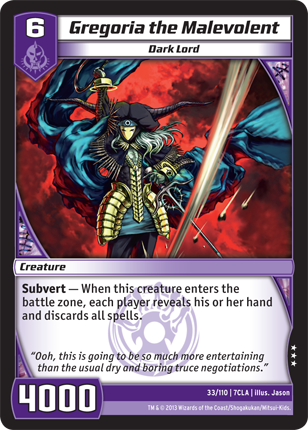 6 Gregoria the Malevolent
Dark Lord
Creature
Subvert — When this creature enters the
battle zone, each player reveals his or her hand
and discards all spells.
"Ooh, this is going to be so much more entertaining
than the usual dry and boring truce negotiations."
33/110 | 7CLA | illus. Jason
4000
TM & © 2013 Wizards of the Coast/Shogakukan/Mitsui-Kids.